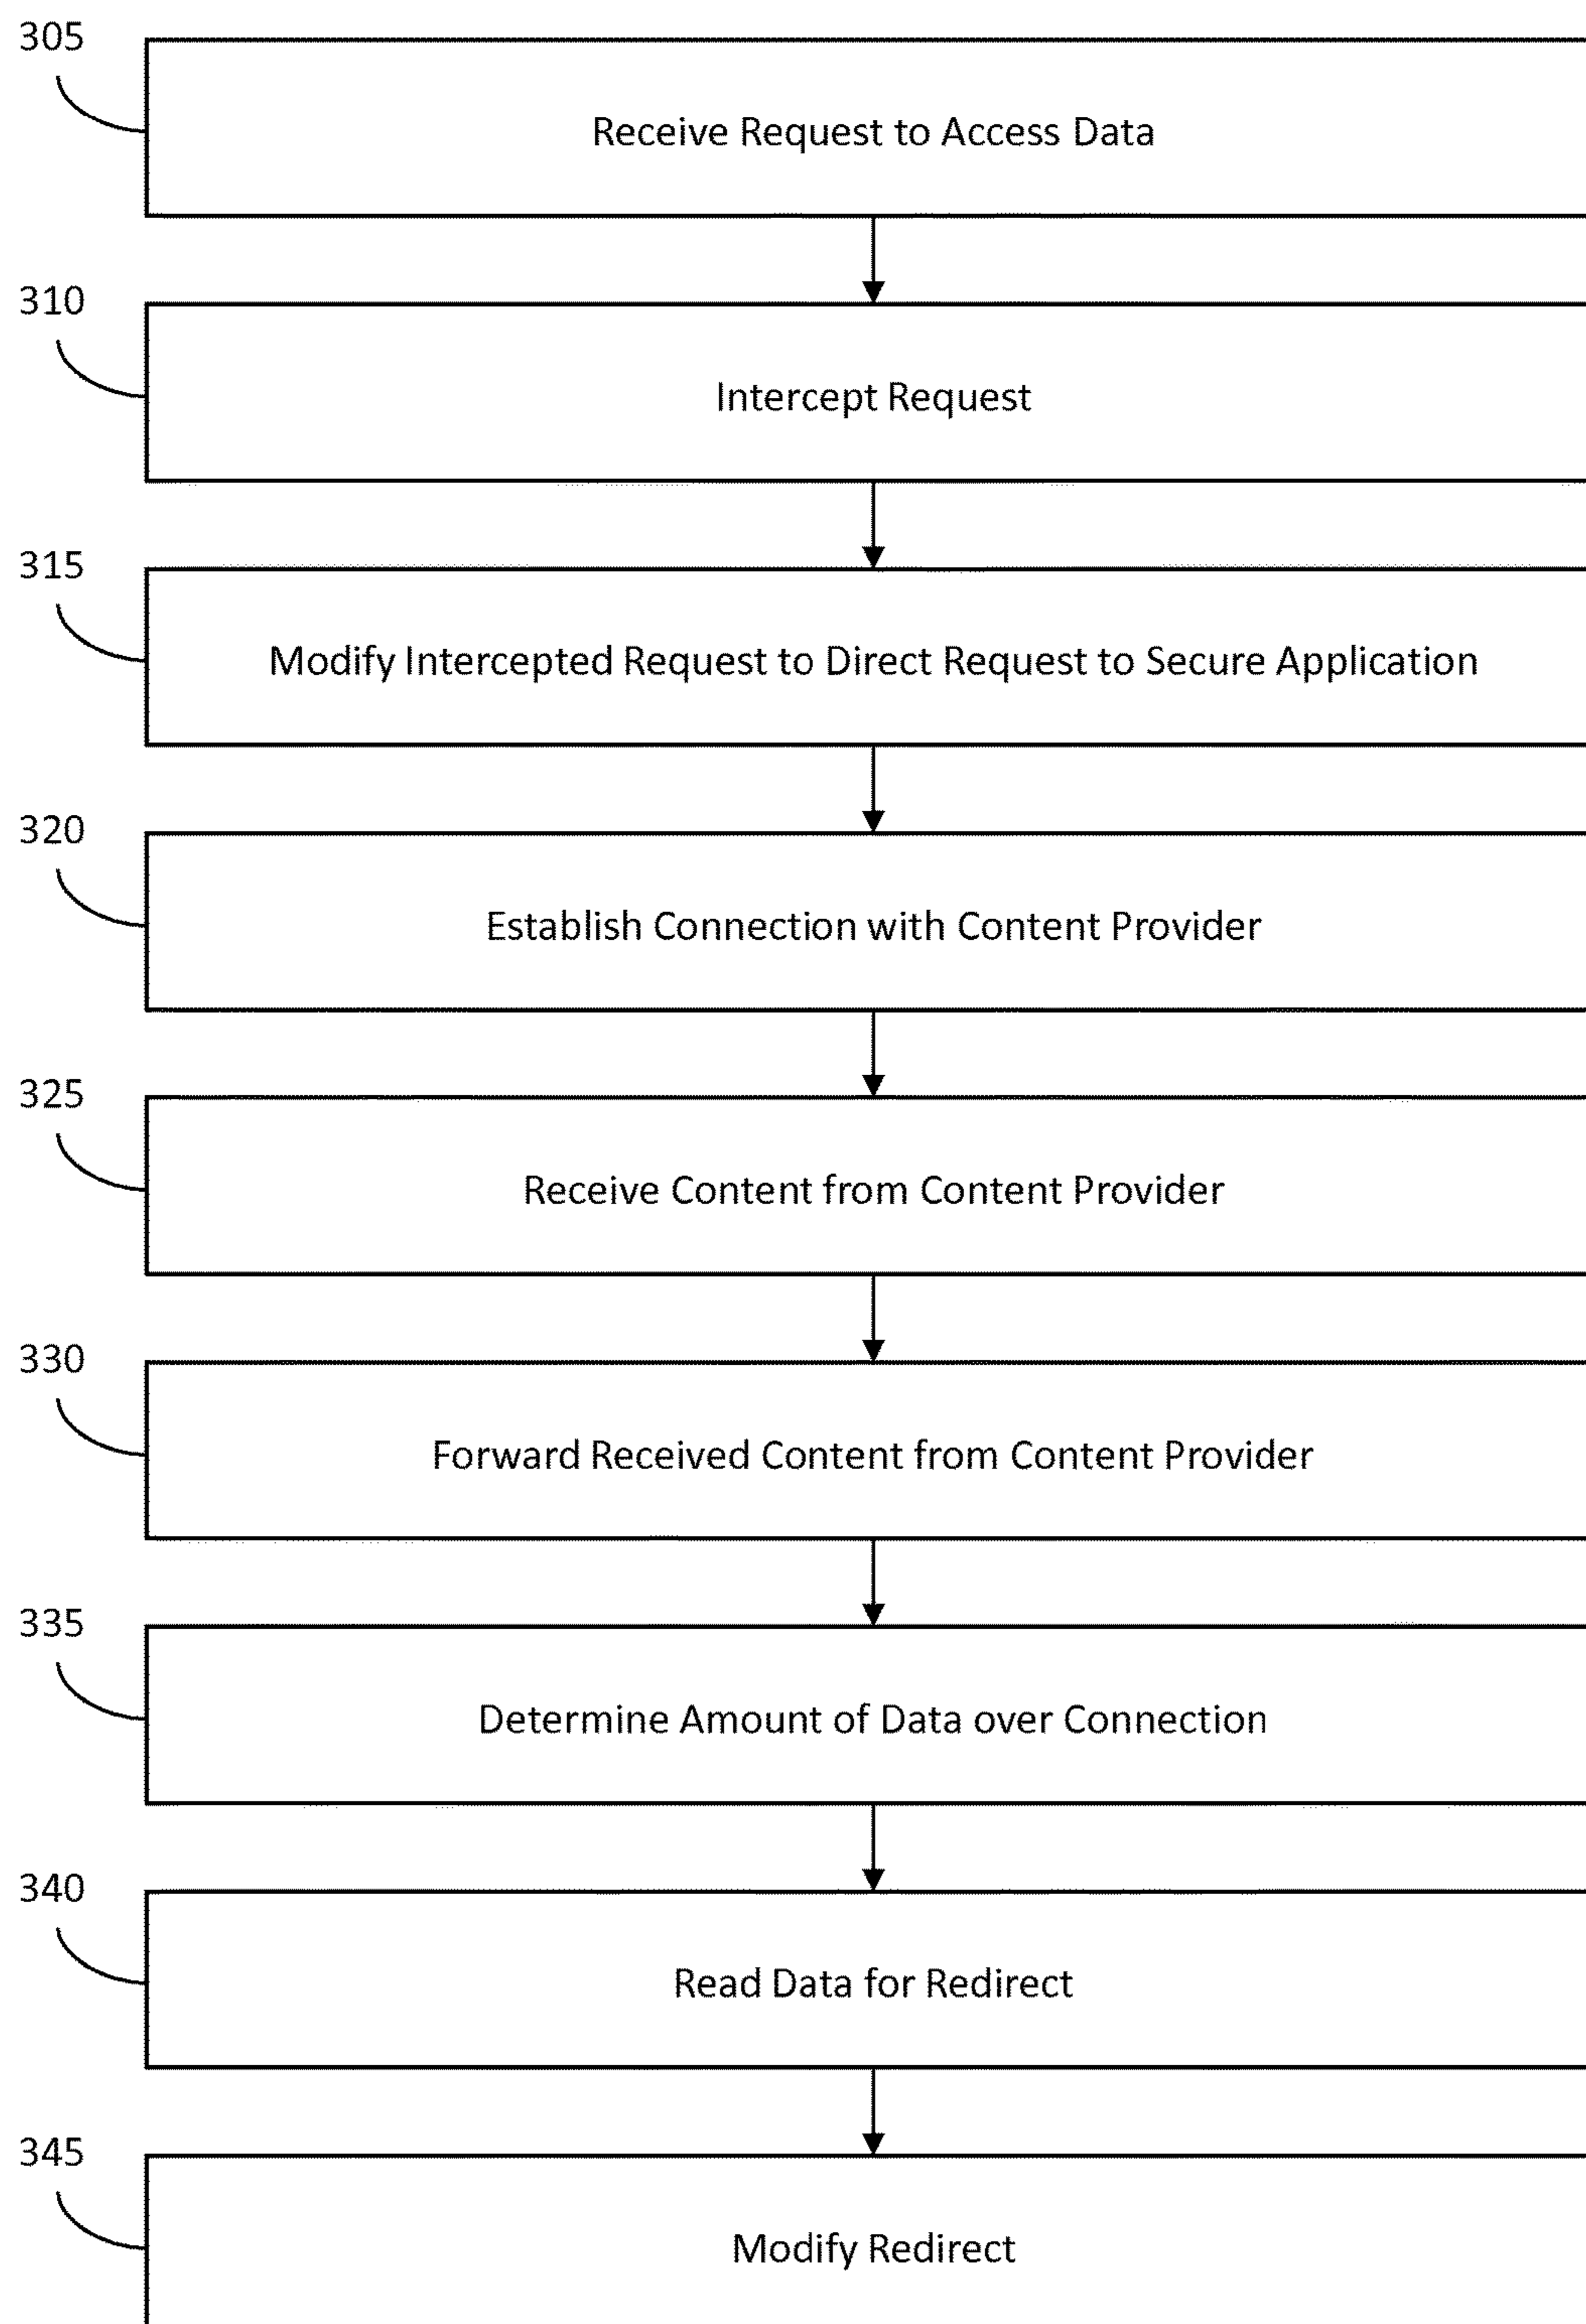 305
Receive Request to Access Data
310
Intercept Request
315
Modify Intercepted Request to Direct Request to Secure Application
320
Establish Connection with Content Provider
325
Receive Content from Content Provider
330
Forward Received Content from Content Provider
335
Determine Amount of Data over Connection
340
Read Data for Redirect
345
Modify Redirect